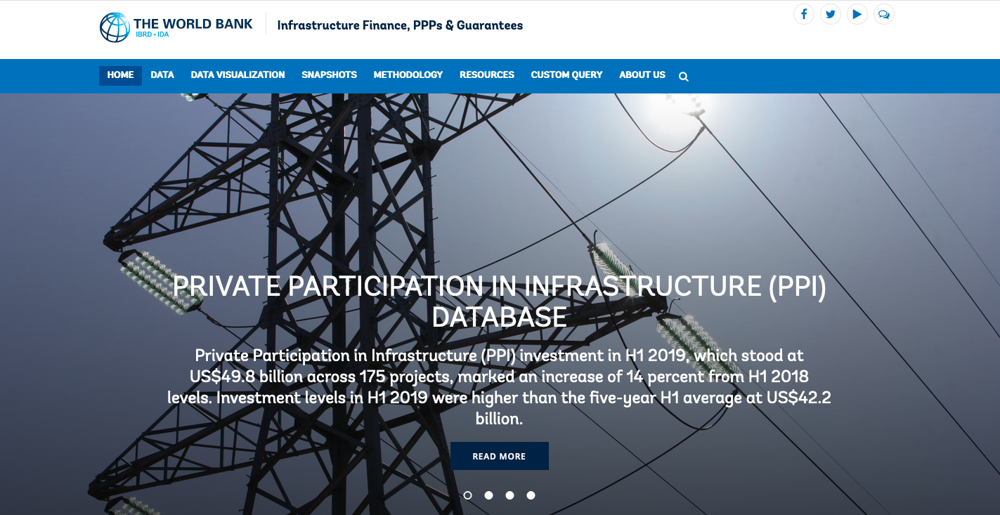 THE WORLD BANK
IBRD • IDA
Infrastructure Finance, PPPs & Guarantees
HOME DATA DATA VISUALIZATION SNAPSHOTS METHODOLOGY RESOURCES CUSTOM QUERY ABOUT US
PRIVATE PARTICIPATION IN INFRASTRUCTURE (PPI)
DATABASE
Private Participation in Infrastructure (PPI) investment in H1 2019, which stood at
US$49.8 billion across 175 projects, marked an increase of 14 percent from H1 2018
levels. Investment levels in H1 2019 were higher than the five-year H1 average at US$42.2
billion.
READ MORE